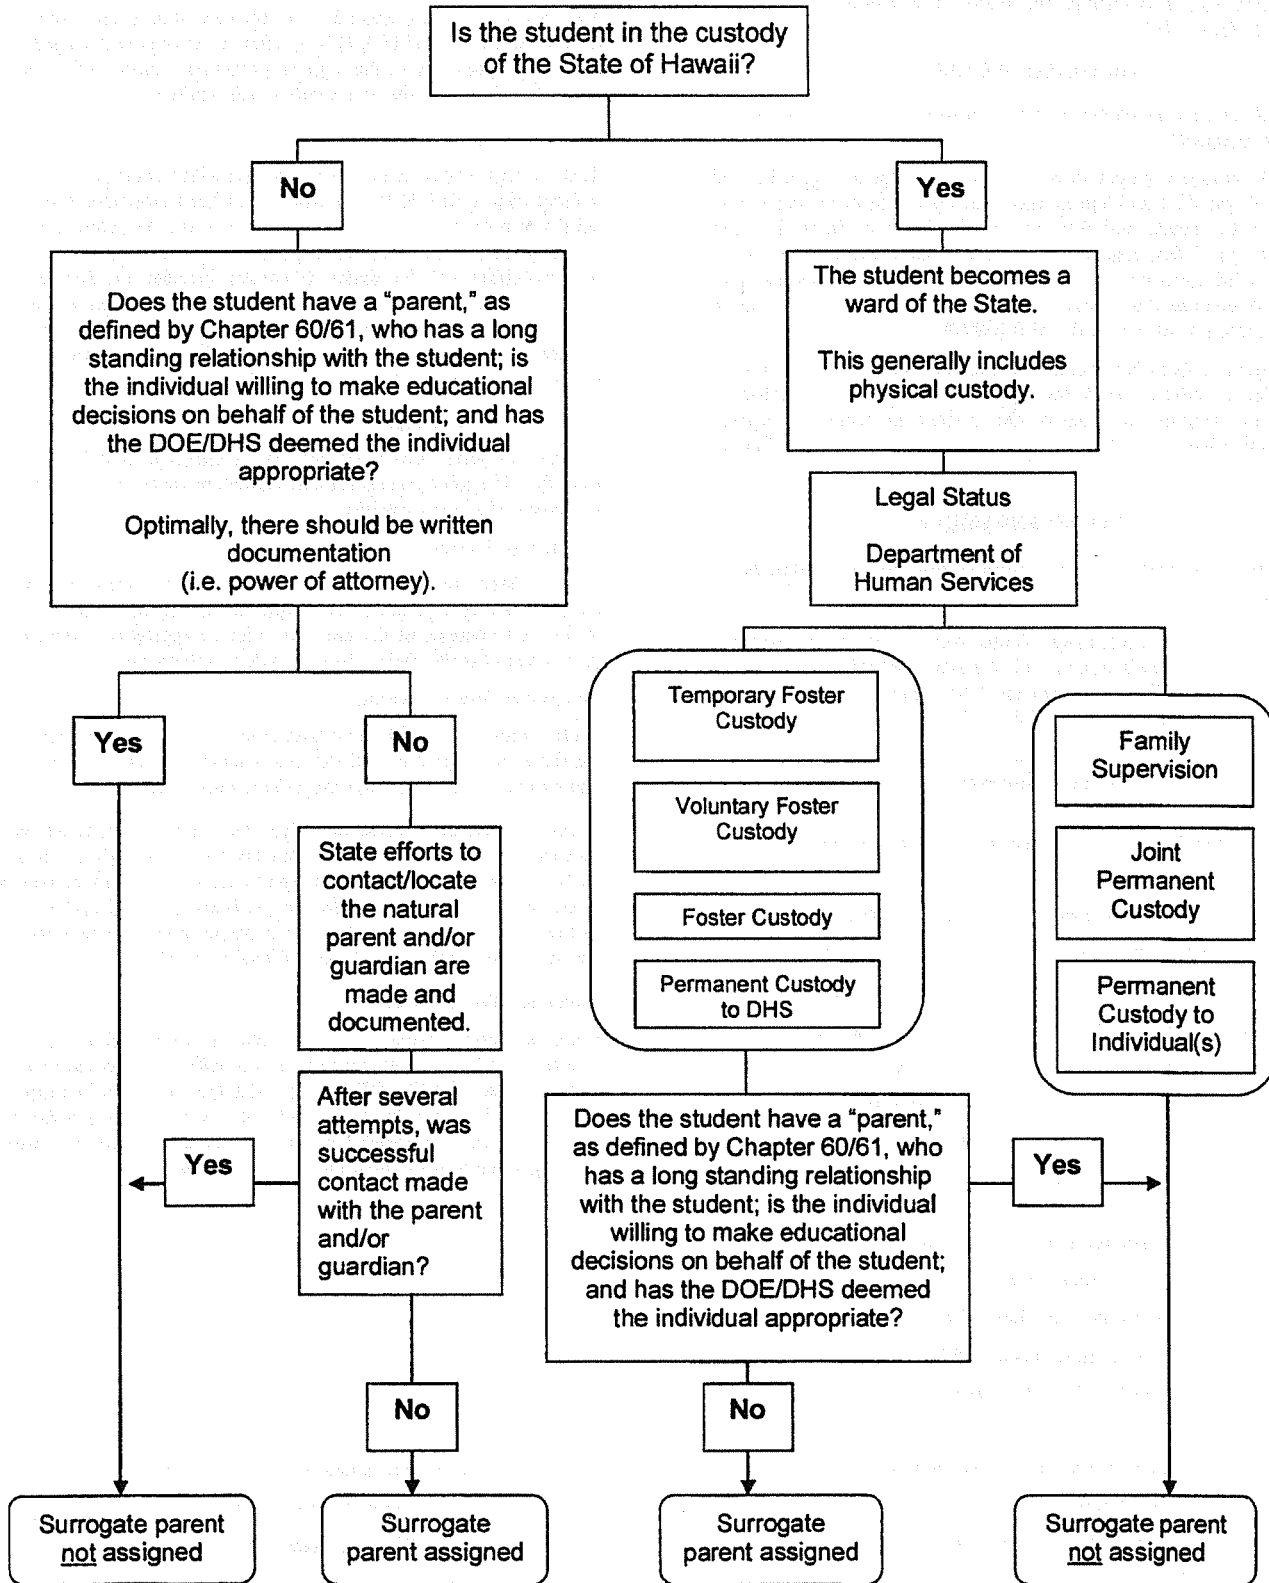 Is the student in the custody
of the State of Hawaii?
No
Yes
Does the student have a "parent," as
defined by Chapter 60/61, who has a long
standing relationship with the student; is
the individual willing to make educational
decisions on behalf of the student; and has
the DOE/DHS deemed the individual
appropriate?
Optimally, there should be written
documentation
(i.e. power of attorney).
The student becomes a
ward of the State.
This generally includes
physical custody.
Legal Status
Department of
Human Services
Yes
No
State efforts to
contact/locate
the natural
parent and/or
guardian are
made and
documented.
After several
attempts, was
successful
contact made
with the parent
and/or
guardian?
Yes
No
Temporary Foster
Custody
Voluntary Foster
Custody
Foster Custody
Permanent Custody
to DHS
Family
Supervision
Joint
Permanent
Custody
Permanent
Custody to
Individual(s)
Does the student have a "parent,"
as defined by Chapter 60/61, who
has a long standing relationship
with the student; is the individual
willing to make educational
decisions on behalf of the student;
and has the DOE/DHS deemed
the individual appropriate?
Yes
No
Surrogate parent
not assigned
Surrogate
parent assigned
Surrogate
parent assigned
Surrogate parent
not assigned